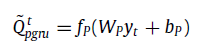 Q̃ᵗ_pgru = f_P(W_P y_t + b_P)